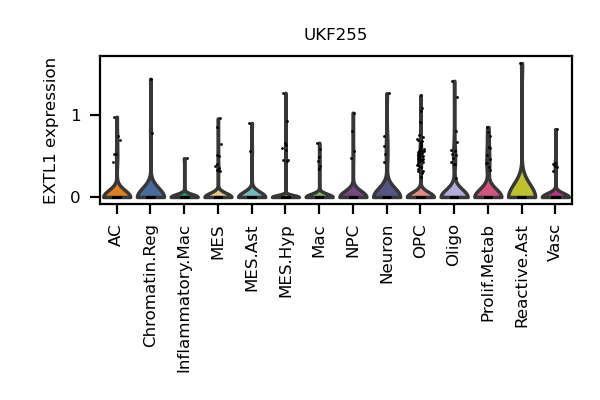 UKF255
EXTL1 expression
1
0
AC
Chromatin.Reg
Inflammatory.Mac
MES
MES.Ast
MES.Hyp
Mac
NPC
Neuron
OPC
Oligo
Prolif.Metab
Reactive.Ast
Vasc